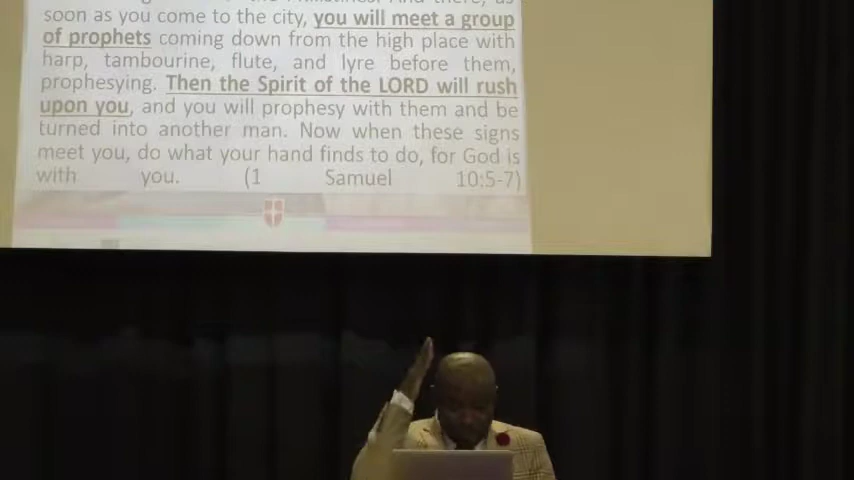 soon as you come to the city, you will meet a group
of prophets coming down from the high place with
harp, tambourine, flute, and lyre before them,
prophesying. Then the Spirit of the LORD will rush
upon you, and you will prophesy with them and be
turned into another man. Now when these signs
meet you, do what your hand finds to do, for God is
with you. (1 Samuel 10:5-7)